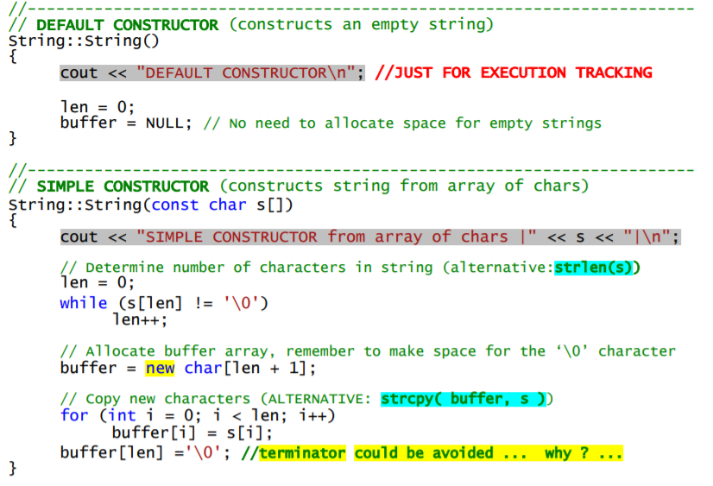 //-----------------------------------------------------------------------
// DEFAULT CONSTRUCTOR (constructs an empty string)
String::String()
{
cout << "DEFAULT CONSTRUCTOR\n"; //JUST FOR EXECUTION TRACKING
len = 0;
buffer = NULL; // No need to allocate space for empty strings
}
//-----------------------------------------------------------------------
// SIMPLE CONSTRUCTOR (constructs string from array of chars)
String::String(const char s[])
{
cout << "SIMPLE CONSTRUCTOR from array of chars |" << s << "|\n";
// Determine number of characters in string (alternative:strlen(s))
len = 0;
while (s[len] != '\0')
len++;
// Allocate buffer array, remember to make space for the ‘\0’ character
buffer = new char[len + 1];
// Copy new characters (ALTERNATIVE: strcpy( buffer, s ))
for (int i = 0; i < len; i++)
buffer[i] = s[i];
buffer[len] ='\0'; //terminator could be avoided ... why ? ...
}